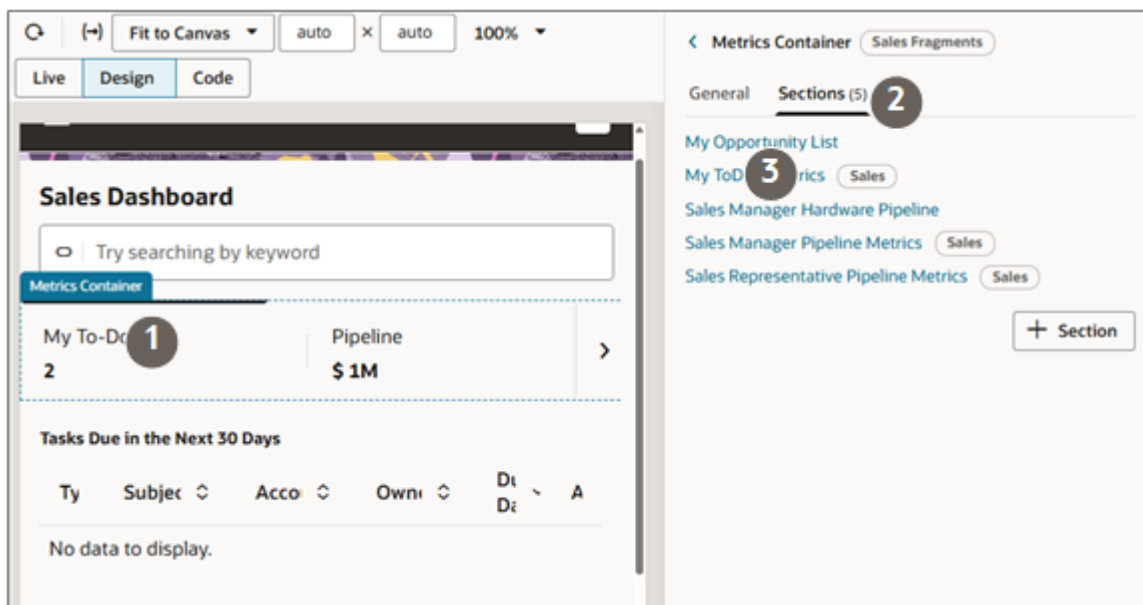 Fit to Canvas auto × auto 100%
Live Design Code
Sales Dashboard
Try searching by keyword
Metrics Container
My To-Do 1 Pipeline
2 $ 1M
Tasks Due in the Next 30 Days
Ty Subjec Acco Own Du Da A
No data to display.
Metrics Container Sales Fragments
General Sections (5) 2
My Opportunity List
My ToD 3 rics Sales
Sales Manager Hardware Pipeline
Sales Manager Pipeline Metrics Sales
Sales Representative Pipeline Metrics Sales
+ Section